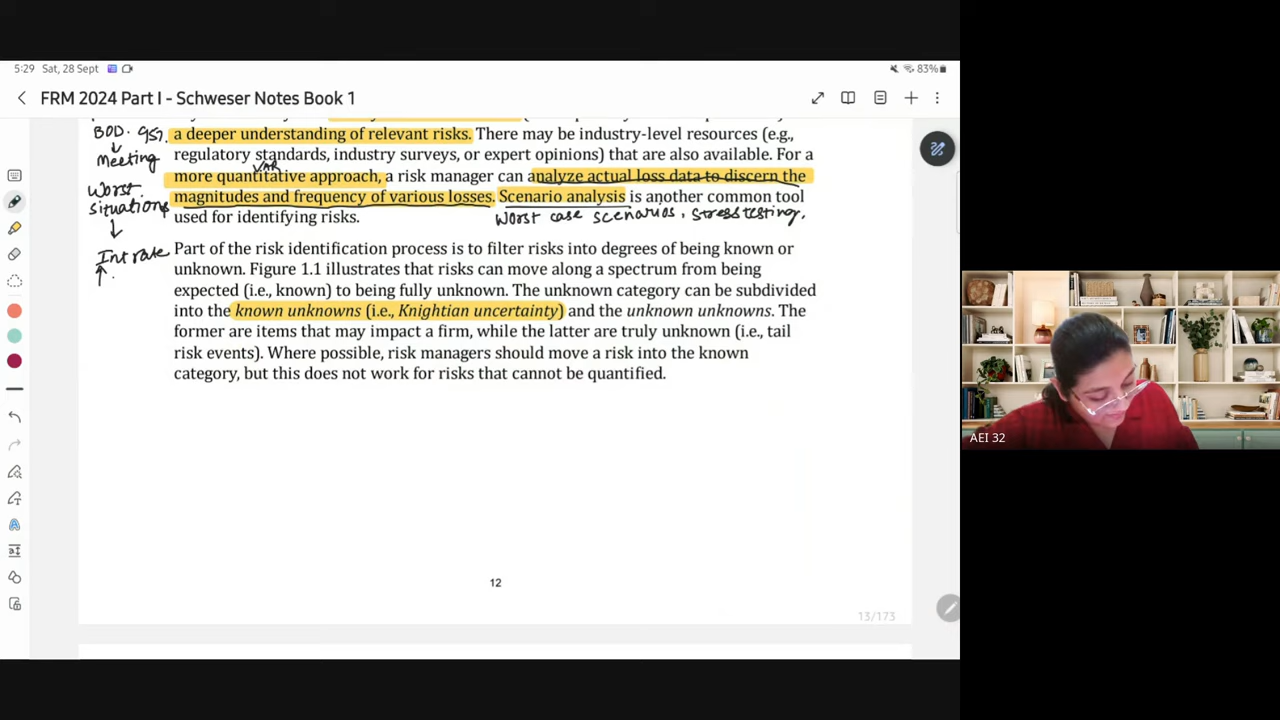 5:29 Sat, 28 Sept 83%
FRM 2024 Part I - Schweser Notes Book 1
BOD. 95%.
Meeting
Worst
situations
Int rate
a deeper understanding of relevant risks. There may be industry-level resources (e.g.,
regulatory standards, industry surveys, or expert opinions) that are also available. For a
VAR
more quantitative approach, a risk manager can analyze actual loss data to discern the
magnitudes and frequency of various losses. Scenario analysis is another common tool
used for identifying risks. Worst case scenarios, stress testing.
Part of the risk identification process is to filter risks into degrees of being known or
unknown. Figure 1.1 illustrates that risks can move along a spectrum from being
expected (i.e., known) to being fully unknown. The unknown category can be subdivided
into the known unknowns (i.e., Knightian uncertainty) and the unknown unknowns. The
former are items that may impact a firm, while the latter are truly unknown (i.e., tail
risk events). Where possible, risk managers should move a risk into the known
category, but this does not work for risks that cannot be quantified.
12
13/173
AEI 32